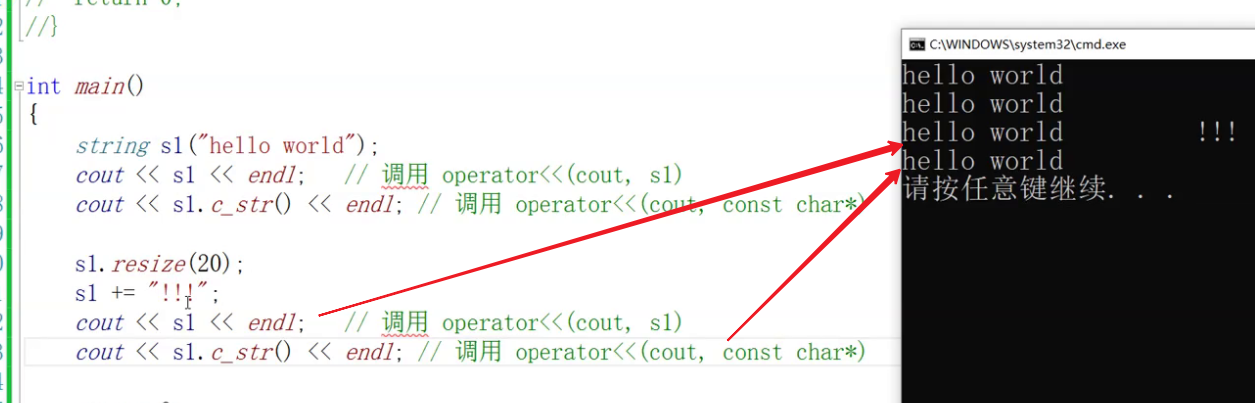 //  return 0;
//}
int main()
{
string s1("hello world");
cout << s1 << endl;   // 调用 operator<<(cout, s1)
cout << s1.c_str() << endl; // 调用 operator<<(cout, const char*)
s1.resize(20);
s1 += "!!!";
cout << s1 << endl;   // 调用 operator<<(cout, s1)
cout << s1.c_str() << endl; // 调用 operator<<(cout, const char*)
C:\WINDOWS\system32\cmd.exe
hello world
hello world
hello world         !!!
hello world
请按任意键继续. . .